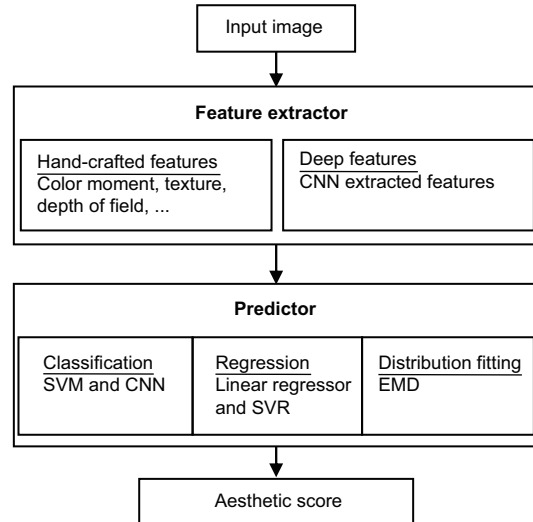 Input image
Feature extractor
Hand-crafted features
Color moment, texture,
depth of field, ...
Deep features
CNN extracted features
Predictor
Classification
SVM and CNN
Regression
Linear regressor
and SVR
Distribution fitting
EMD
Aesthetic score